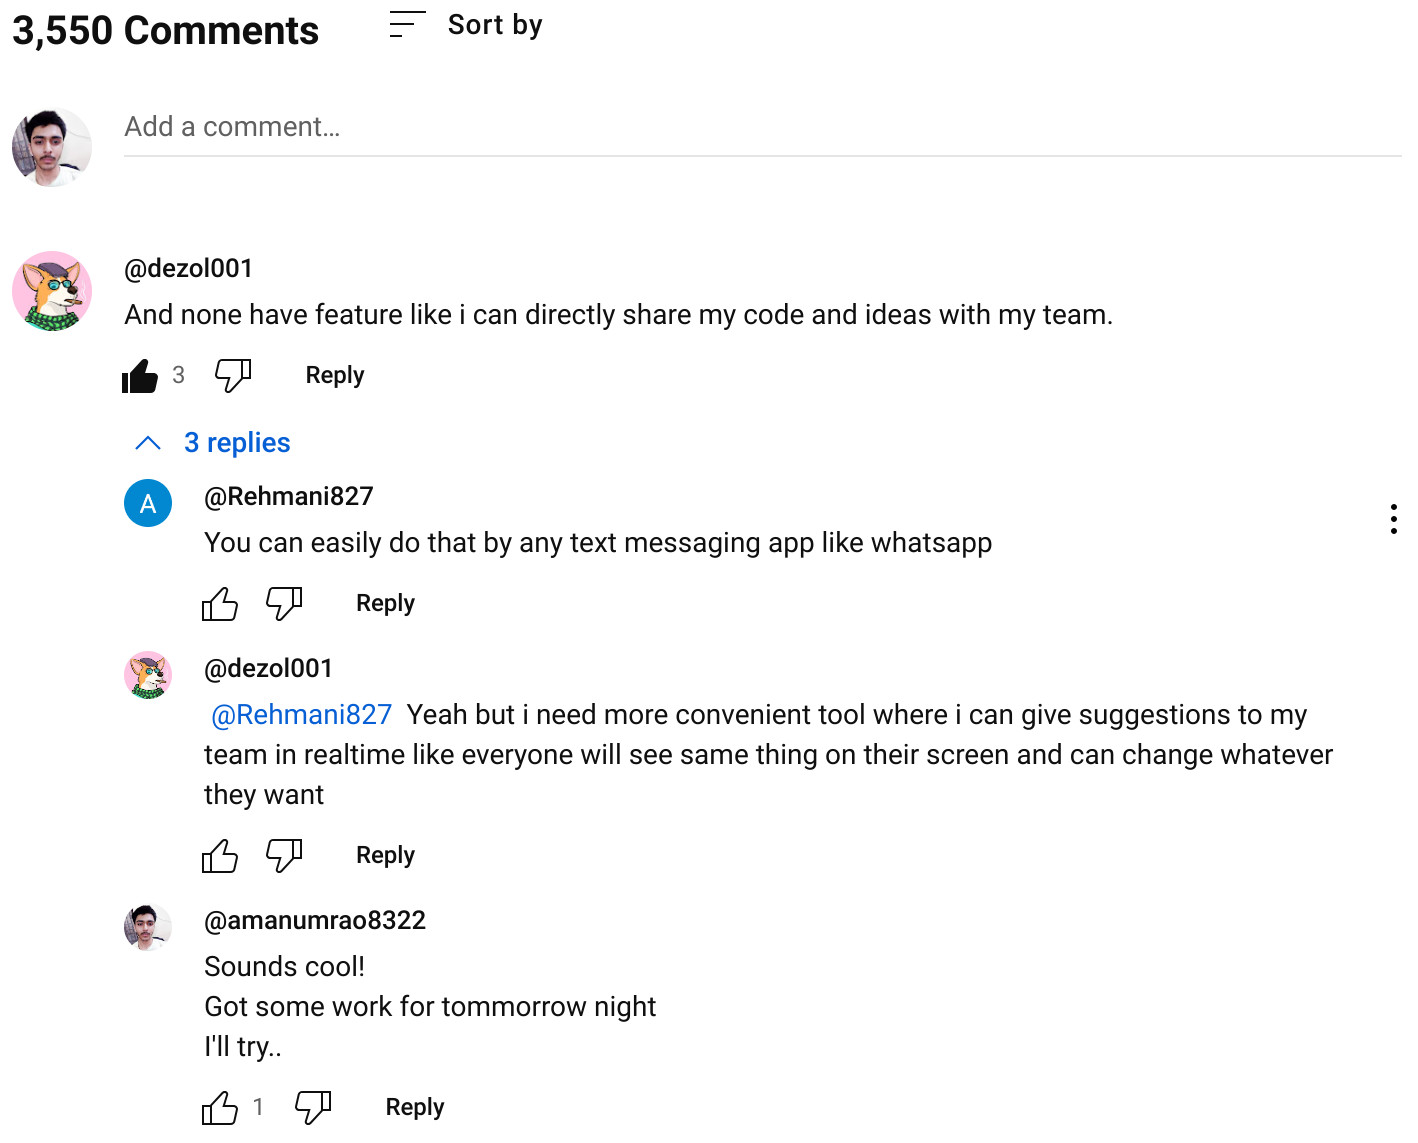 3,550 Comments
Sort by
Add a comment...
@dezol001
And none have feature like i can directly share my code and ideas with my team.
3
Reply
3 replies
A
@Rehmani827
You can easily do that by any text messaging app like whatsapp
Reply
@dezol001
@Rehmani827 Yeah but i need more convenient tool where i can give suggestions to my
team in realtime like everyone will see same thing on their screen and can change whatever
they want
Reply
@amanumrao8322
Sounds cool!
Got some work for tommorrow night
I'll try..
1
Reply